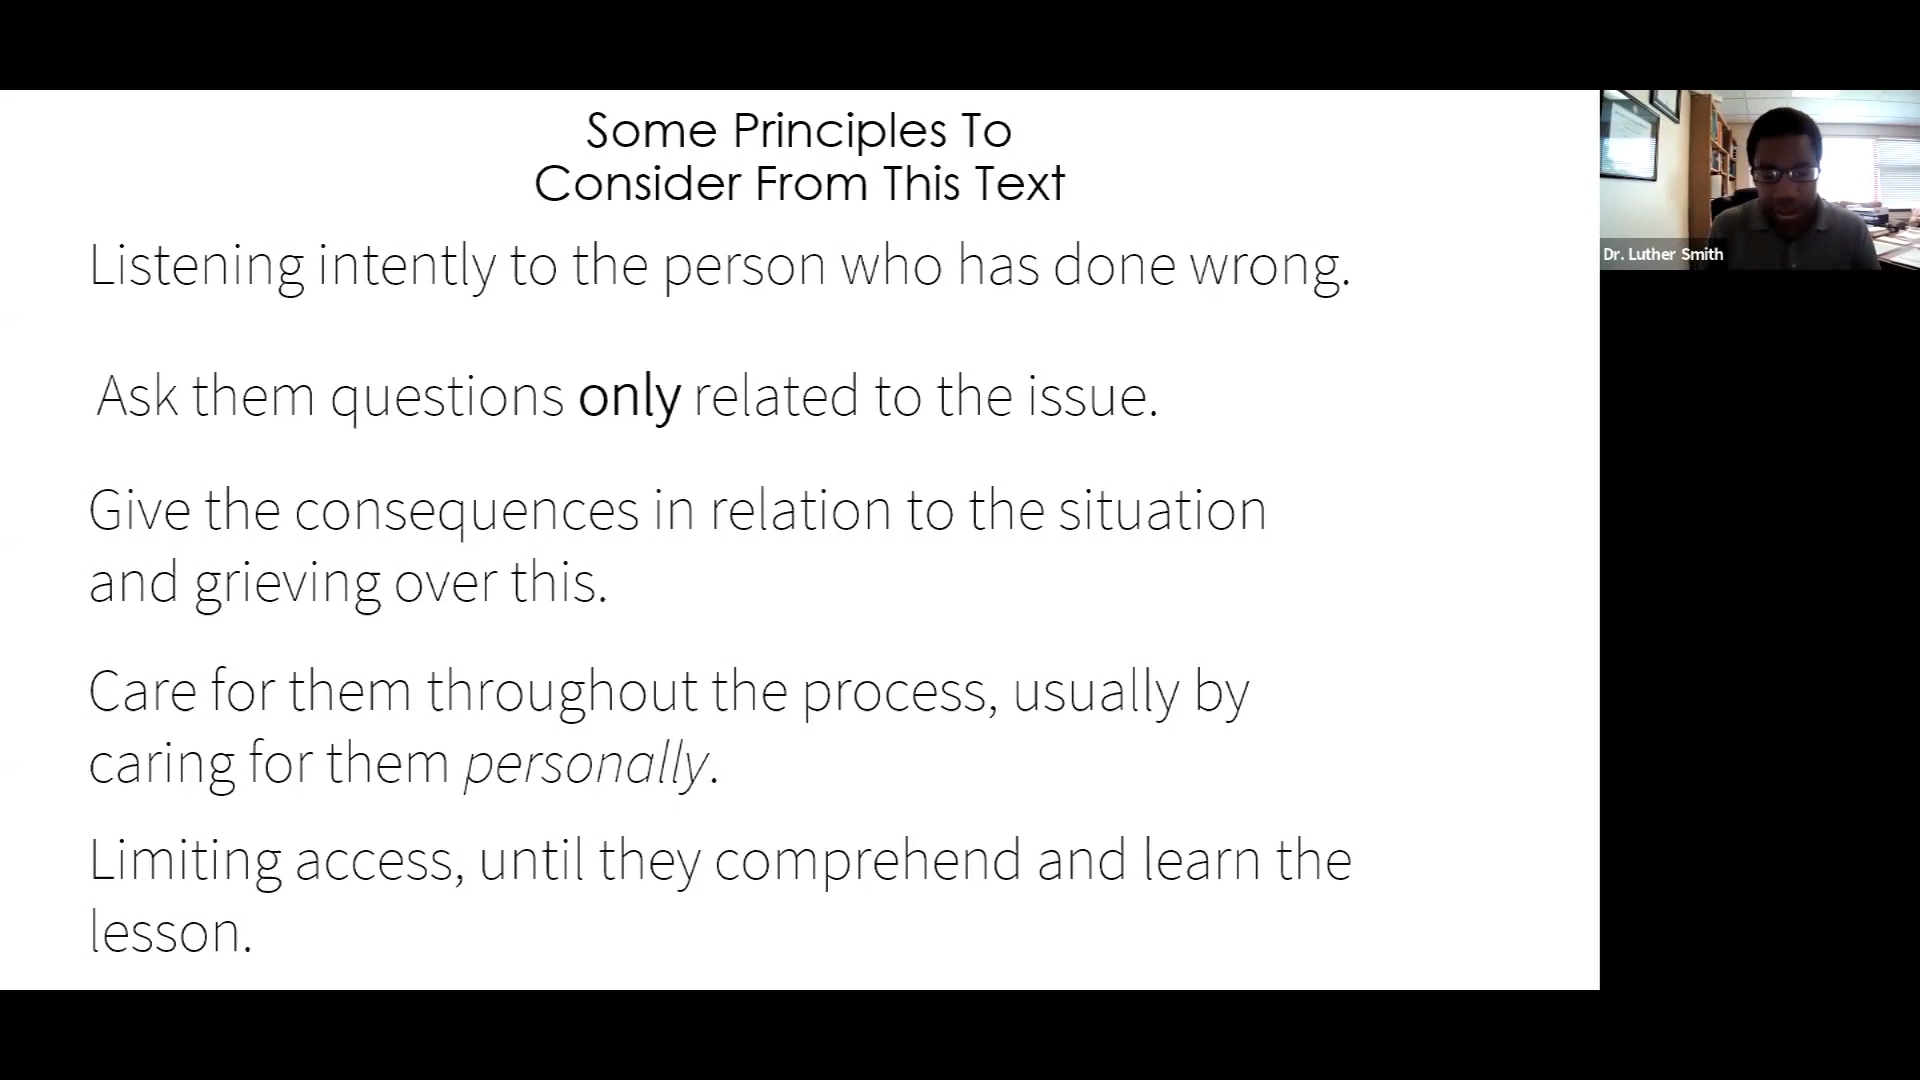 Some Principles To
Consider From This Text
Listening intently to the person who has done wrong.
Ask them questions only related to the issue.
Give the consequences in relation to the situation
and grieving over this.
Care for them throughout the process, usually by
caring for them personally.
Limiting access, until they comprehend and learn the
lesson.
Dr. Luther Smith